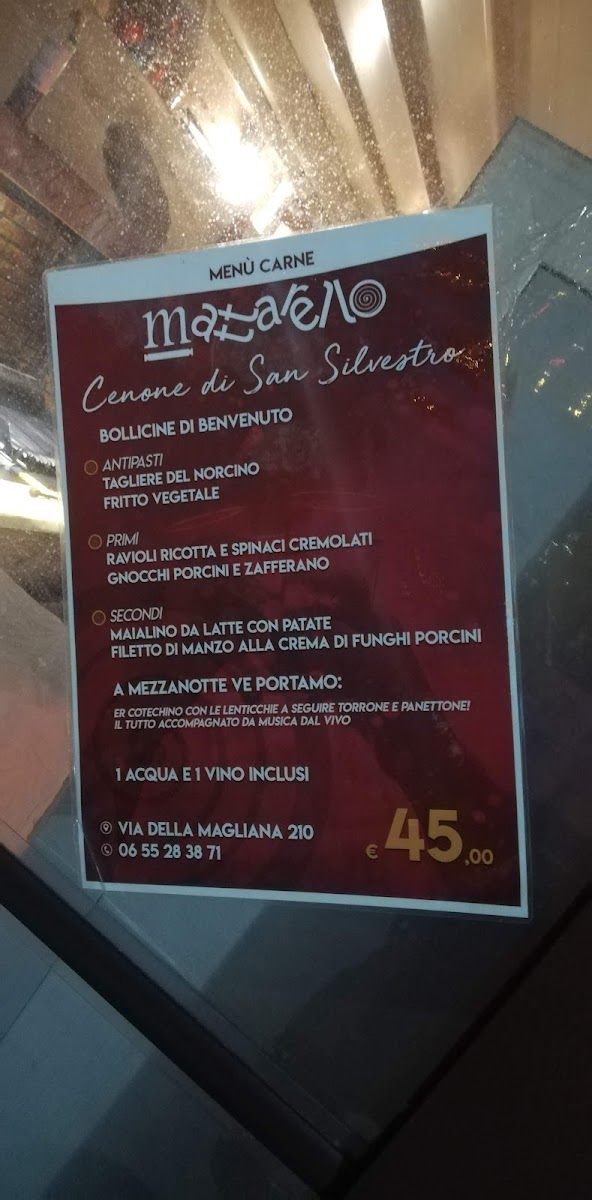 MENÙ CARNE
mattarello
Cenone di San Silvestro
BOLLICINE DI BENVENUTO
ANTIPASTI
TAGLIERE DEL NORCINO
FRITTO VEGETALE
PRIMI
RAVIOLI RICOTTA E SPINACI CREMOLATI
GNOCCHI PORCINI E ZAFFERANO
SECONDI
MAIALINO DA LATTE CON PATATE
FILETTO DI MANZO ALLA CREMA DI FUNGHI PORCINI
A MEZZANOTTE VE PORTAMO:
ER COTECHINO CON LE LENTICCHIE A SEGUIRE TORRONE E PANETTONE!
IL TUTTO ACCOMPAGNATO DA MUSICA DAL VIVO
1 ACQUA E 1 VINO INCLUSI
VIA DELLA MAGLIANA 210
06 55 28 38 71
€ 45,00